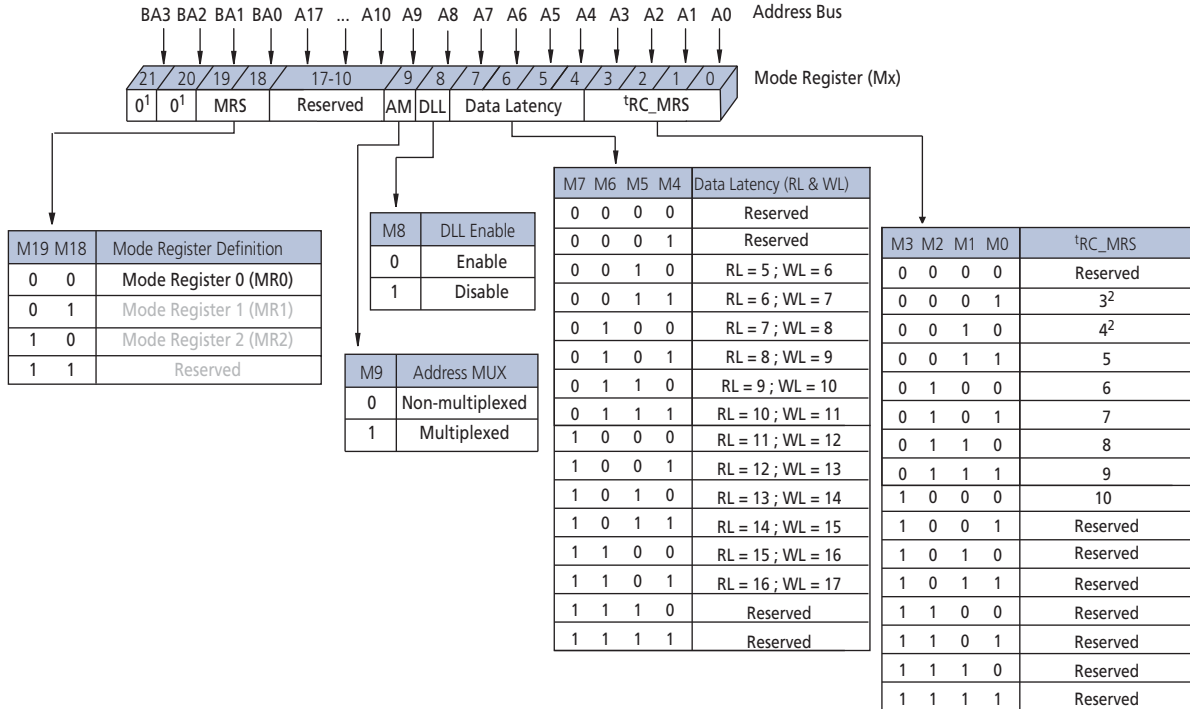 BA3 BA2 BA1 BA0 A17 ... A10 A9 A8 A7 A6 A5 A4 A3 A2 A1 A0 Address Bus
21 20 19 18 17-10 9 8 7 6 5 4 3 2 1 0 Mode Register (Mx)
0¹ 0¹ MRS Reserved AM DLL Data Latency ᵗRC_MRS
M19 M18 Mode Register Definition
0 0 Mode Register 0 (MR0)
0 1 Mode Register 1 (MR1)
1 0 Mode Register 2 (MR2)
1 1 Reserved
M8 DLL Enable
0 Enable
1 Disable
M9 Address MUX
0 Non-multiplexed
1 Multiplexed
M7 M6 M5 M4 Data Latency (RL & WL)
0 0 0 0 Reserved
0 0 0 1 Reserved
0 0 1 0 RL = 5 ; WL = 6
0 0 1 1 RL = 6 ; WL = 7
0 1 0 0 RL = 7 ; WL = 8
0 1 0 1 RL = 8 ; WL = 9
0 1 1 0 RL = 9 ; WL = 10
0 1 1 1 RL = 10 ; WL = 11
1 0 0 0 RL = 11 ; WL = 12
1 0 0 1 RL = 12 ; WL = 13
1 0 1 0 RL = 13 ; WL = 14
1 0 1 1 RL = 14 ; WL = 15
1 1 0 0 RL = 15 ; WL = 16
1 1 0 1 RL = 16 ; WL = 17
1 1 1 0 Reserved
1 1 1 1 Reserved
M3 M2 M1 M0 ᵗRC_MRS
0 0 0 0 Reserved
0 0 0 1 3²
0 0 1 0 4²
0 0 1 1 5
0 1 0 0 6
0 1 0 1 7
0 1 1 0 8
0 1 1 1 9
1 0 0 0 10
1 0 0 1 Reserved
1 0 1 0 Reserved
1 0 1 1 Reserved
1 1 0 0 Reserved
1 1 0 1 Reserved
1 1 1 0 Reserved
1 1 1 1 Reserved